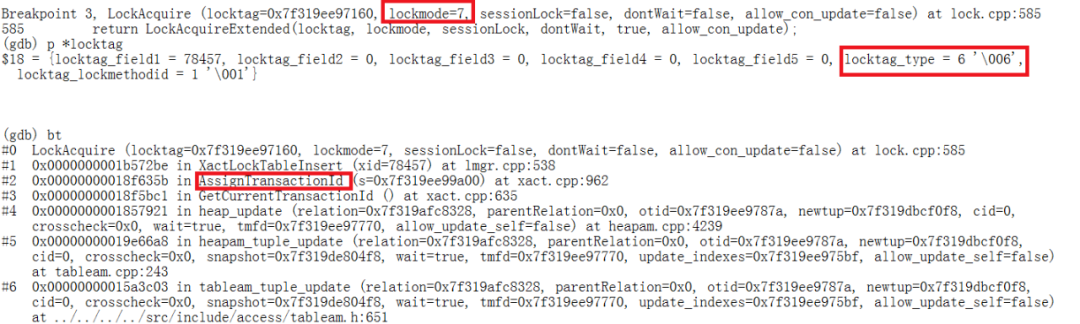 Breakpoint 3, LockAcquire (locktag=0x7f319ee97160, lockmode=7, sessionLock=false, dontWait=false, allow_con_update=false) at lock.cpp:585
585         return LockAcquireExtended(locktag, lockmode, sessionLock, dontWait, true, allow_con_update);
(gdb) p *locktag
$18 = {locktag_field1 = 78457, locktag_field2 = 0, locktag_field3 = 0, locktag_field4 = 0, locktag_field5 = 0, locktag_type = 6 '\006',
  locktag_lockmethodid = 1 '\001'}
(gdb) bt
#0  LockAcquire (locktag=0x7f319ee97160, lockmode=7, sessionLock=false, dontWait=false, allow_con_update=false) at lock.cpp:585
#1  0x0000000001b572be in XactLockTableInsert (xid=78457) at lmgr.cpp:538
#2  0x00000000018f635b in AssignTransactionId (s=0x7f319ee99a00) at xact.cpp:962
#3  0x00000000018f5bc1 in GetCurrentTransactionId () at xact.cpp:635
#4  0x0000000001857921 in heap_update (relation=0x7f319afc8328, parentRelation=0x0, otid=0x7f319ee9787a, newtup=0x7f319dbcf0f8, cid=0,
    crosscheck=0x0, wait=true, tmfd=0x7f319ee97770, allow_update_self=false) at heapam.cpp:4239
#5  0x00000000019e66a8 in heapam_tuple_update (relation=0x7f319afc8328, parentRelation=0x0, otid=0x7f319ee9787a, newtup=0x7f319dbcf0f8,
    cid=0, crosscheck=0x0, snapshot=0x7f319de804f8, wait=true, tmfd=0x7f319ee97770, update_indexes=0x7f319ee975bf, allow_update_self=false)
    at tableam.cpp:243
#6  0x00000000015a3c03 in tableam_tuple_update (relation=0x7f319afc8328, parentRelation=0x0, otid=0x7f319ee9787a, newtup=0x7f319dbcf0f8,
    cid=0, crosscheck=0x0, snapshot=0x7f319de804f8, wait=true, tmfd=0x7f319ee97770, update_indexes=0x7f319ee975bf, allow_update_self=false)
    at ../../../../src/include/access/tableam.h:651